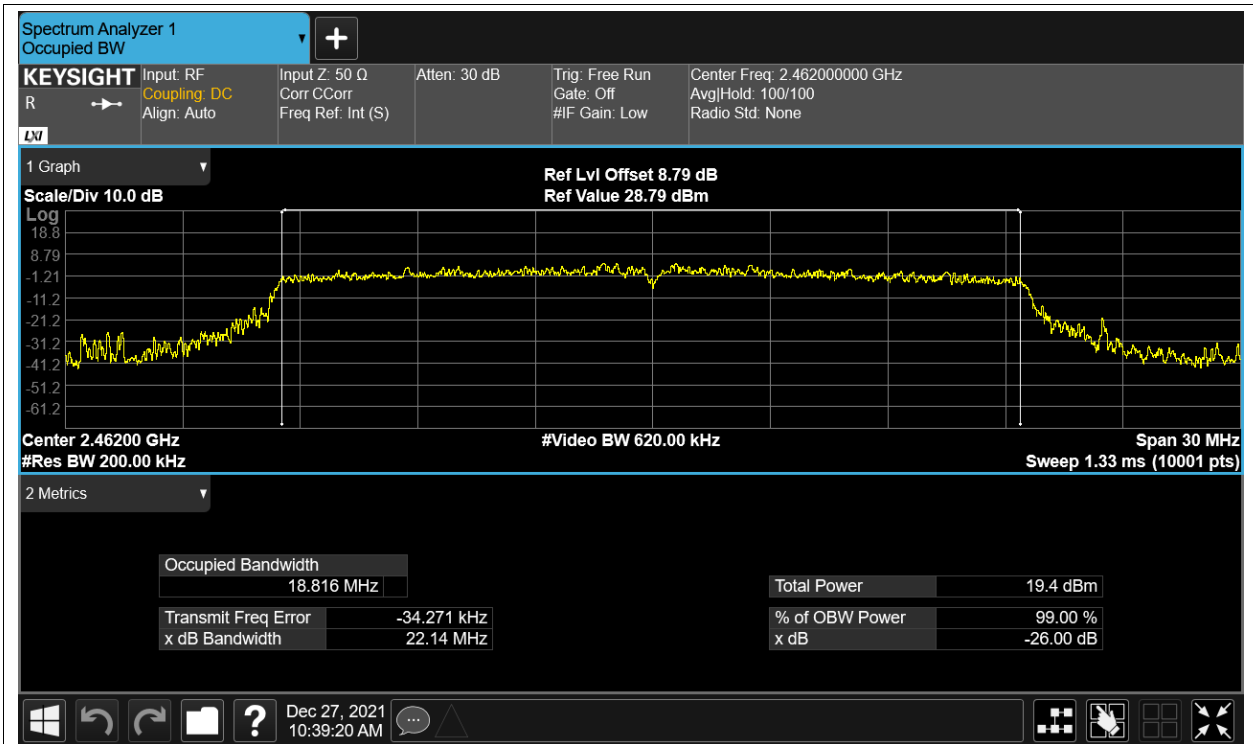 Spectrum Analyzer 1
Occupied BW
KEYSIGHT
R
LXI
Input: RF
Coupling: DC
Align: Auto
Input Z: 50 Ω
Corr CCorr
Freq Ref: Int (S)
Atten: 30 dB
Trig: Free Run
Gate: Off
#IF Gain: Low
Center Freq: 2.462000000 GHz
Avg|Hold: 100/100
Radio Std: None
1 Graph
Scale/Div 10.0 dB
Ref Lvl Offset 8.79 dB
Ref Value 28.79 dBm
Log
18.8
8.79
-1.21
-11.2
-21.2
-31.2
-41.2
-51.2
-61.2
Center 2.46200 GHz
#Video BW 620.00 kHz
Span 30 MHz
#Res BW 200.00 kHz
Sweep 1.33 ms (10001 pts)
2 Metrics
Occupied Bandwidth
18.816 MHz
Total Power 19.4 dBm
Transmit Freq Error -34.271 kHz
% of OBW Power 99.00 %
x dB Bandwidth 22.14 MHz
x dB -26.00 dB
?
Dec 27, 2021
10:39:20 AM